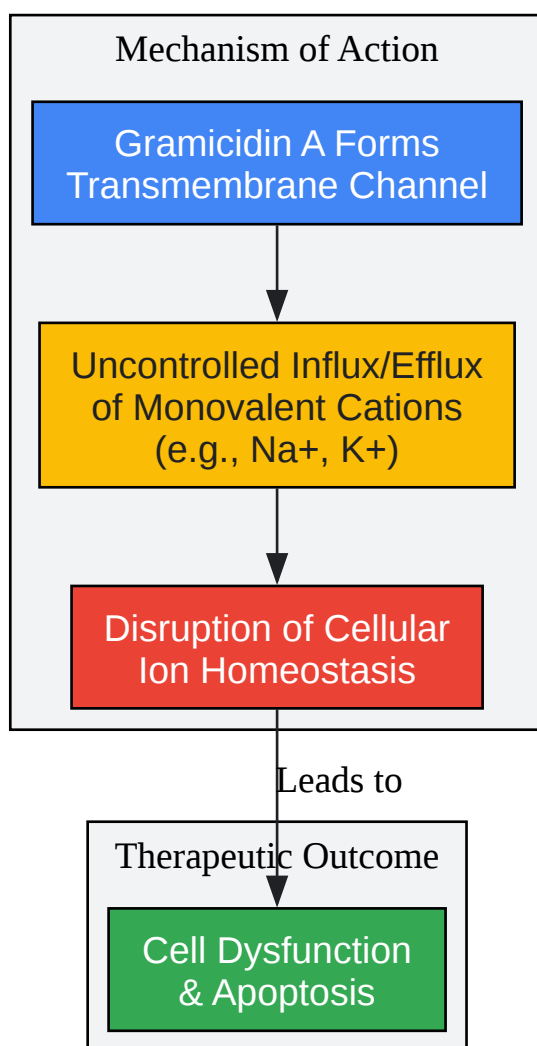 Mechanism of Action
Gramicidin A Forms
Transmembrane Channel
Uncontrolled Influx/Efflux
of Monovalent Cations
(e.g., Na+, K+)
Disruption of Cellular
Ion Homeostasis
Leads to
Therapeutic Outcome
Cell Dysfunction
& Apoptosis